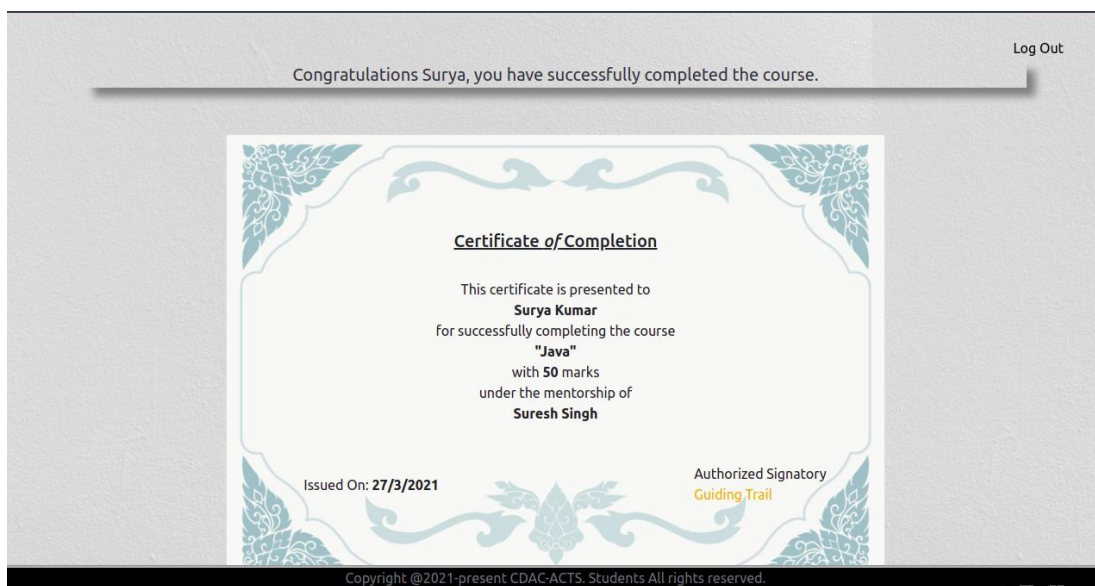 Log Out
Congratulations Surya, you have successfully completed the course.
Certificate of Completion
This certificate is presented to
Surya Kumar
for successfully completing the course
"Java"
with 50 marks
under the mentorship of
Suresh Singh
Issued On: 27/3/2021
Authorized Signatory
Guiding Trail
Copyright @2021-present CDAC-ACTS. Students All rights reserved.